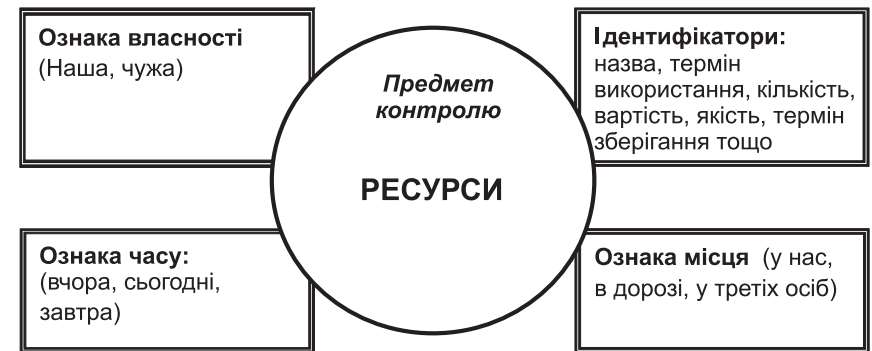 Ознака власності
(Наша, чужа)
Предмет
контролю
РЕСУРСИ
Ідентифікатори:
назва, термін
використання, кількість,
вартість, якість, термін
зберігання тощо
Ознака часу:
(вчора, сьогодні,
завтра)
Ознака місця (у нас,
в дорозі, у третіх осіб)